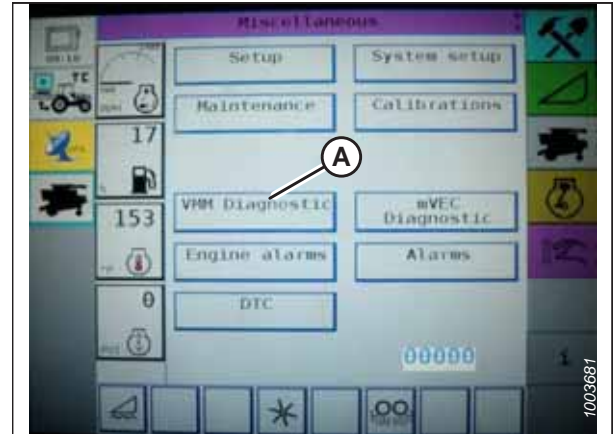 Miscellaneous
Setup
System setup
Maintenance
Calibrations
17
A
VMM Diagnostic
mVEC
Diagnostic
153
Engine alarms
Alarms
0
DTC
00000
TC
i
1003681